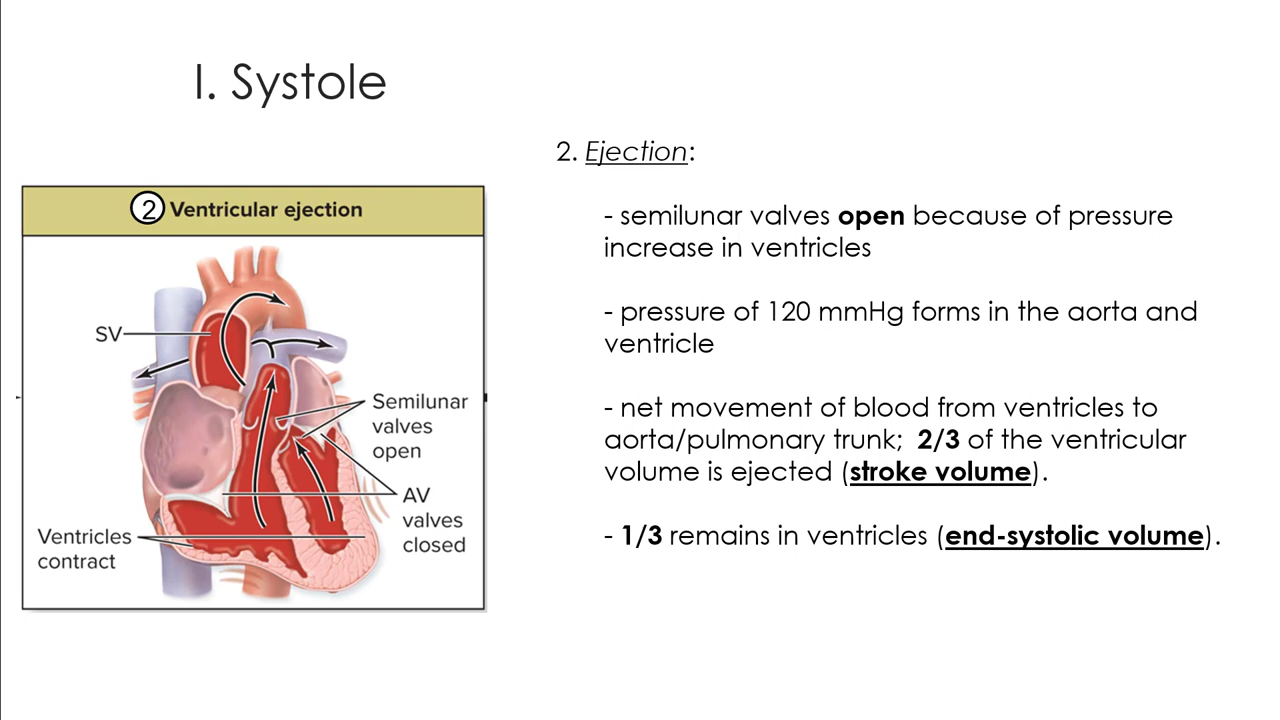 I. Systole
2. Ejection:
2 Ventricular ejection
- semilunar valves open because of pressure
increase in ventricles
- pressure of 120 mmHg forms in the aorta and
ventricle
- net movement of blood from ventricles to
aorta/pulmonary trunk;  2/3 of the ventricular
volume is ejected (stroke volume).
- 1/3 remains in ventricles (end-systolic volume).
SV
Semilunar
valves
open
AV
valves
closed
Ventricles
contract